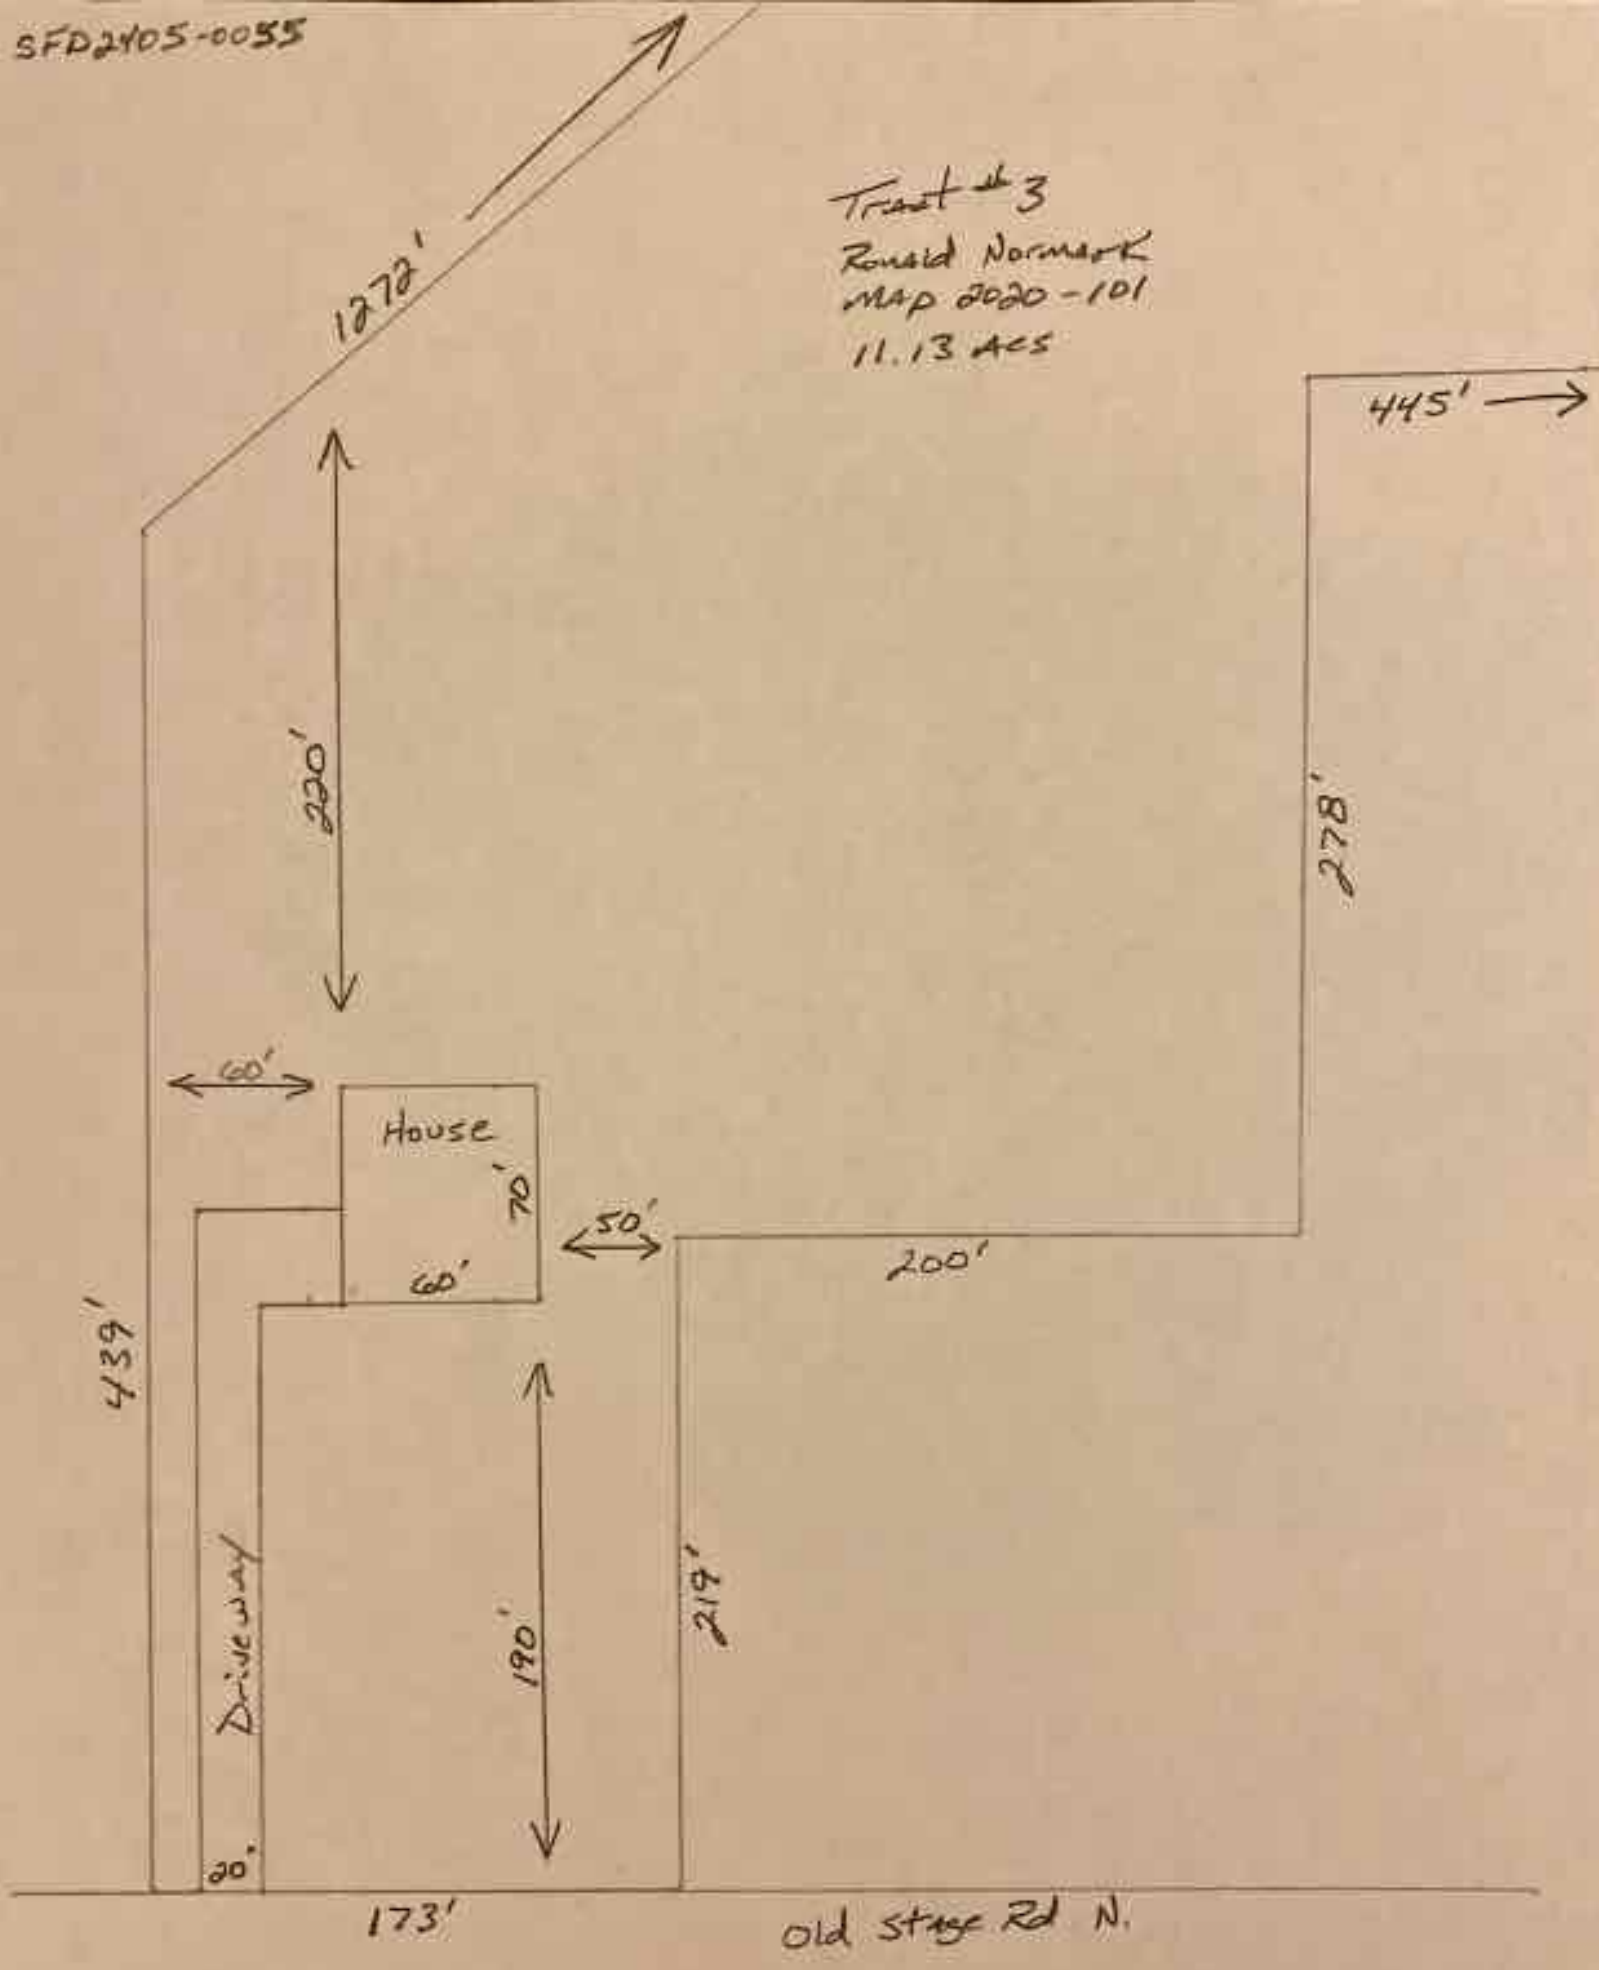 SFD2405-0055
1272'
Tract #3
Ronald Normark
MAP 2020-101
11.13 Acs
445'
220'
278'
60'
House
70'
50'
60'
200'
439'
Driveway
190'
219'
20'
173'
Old Stage Rd N.